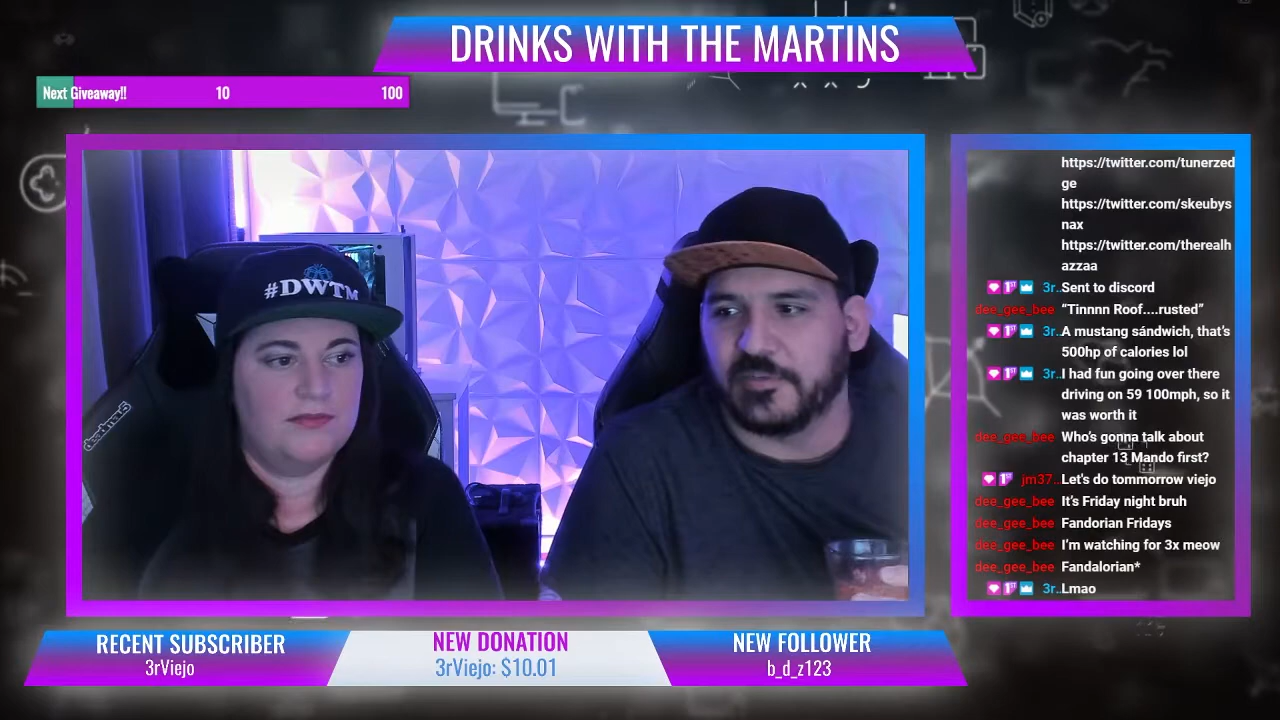 DRINKS WITH THE MARTINS
Next Giveaway!! 10 100
#DWTM
deadmau5
https://twitter.com/tunerzed
ge
https://twitter.com/skeubys
nax
https://twitter.com/therealh
azzaa
3r.. Sent to discord
dee_gee_bee “Tinnnn Roof....rusted”
3r.. A mustang sándwich, that’s
500hp of calories lol
3r.. I had fun going over there
driving on 59 100mph, so it
was worth it
dee_gee_bee Who’s gonna talk about
chapter 13 Mando first?
jm37.. Let’s do tommorrow viejo
dee_gee_bee It’s Friday night bruh
dee_gee_bee Fandorian Fridays
dee_gee_bee I’m watching for 3x meow
dee_gee_bee Fandalorian*
3r.. Lmao
RECENT SUBSCRIBER
3rViejo
NEW DONATION
3rViejo: $10.01
NEW FOLLOWER
b_d_z123